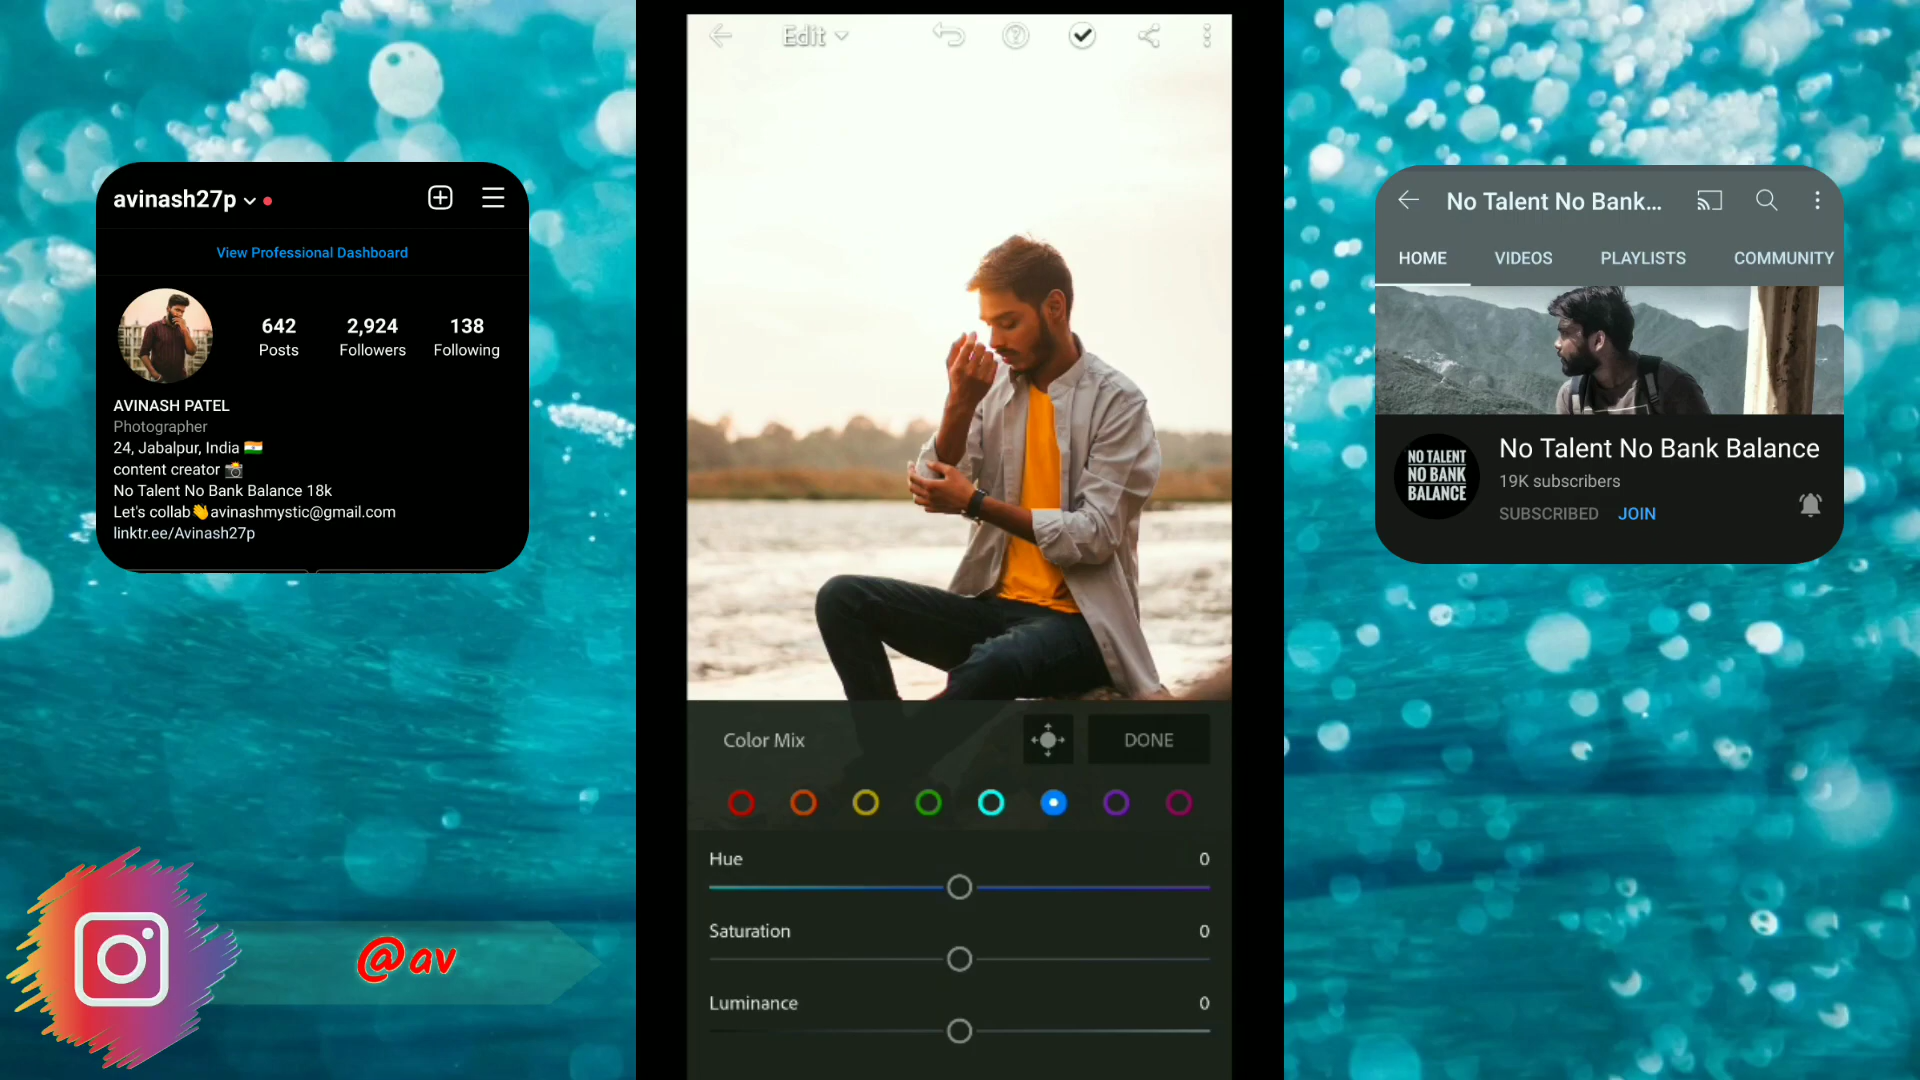 avinash27p
View Professional Dashboard
642
Posts
2,924
Followers
138
Following
AVINASH PATEL
Photographer
24, Jabalpur, India 🇮🇳
content creator 📸
No Talent No Bank Balance 18k
Let's collab👋avinashmystic@gmail.com
linktr.ee/Avinash27p
@av
Edit
Color Mix
DONE
Hue 0
Saturation 0
Luminance 0
No Talent No Bank...
HOME VIDEOS PLAYLISTS COMMUNITY
NO TALENT
NO BANK
BALANCE
No Talent No Bank Balance
19K subscribers
SUBSCRIBED JOIN